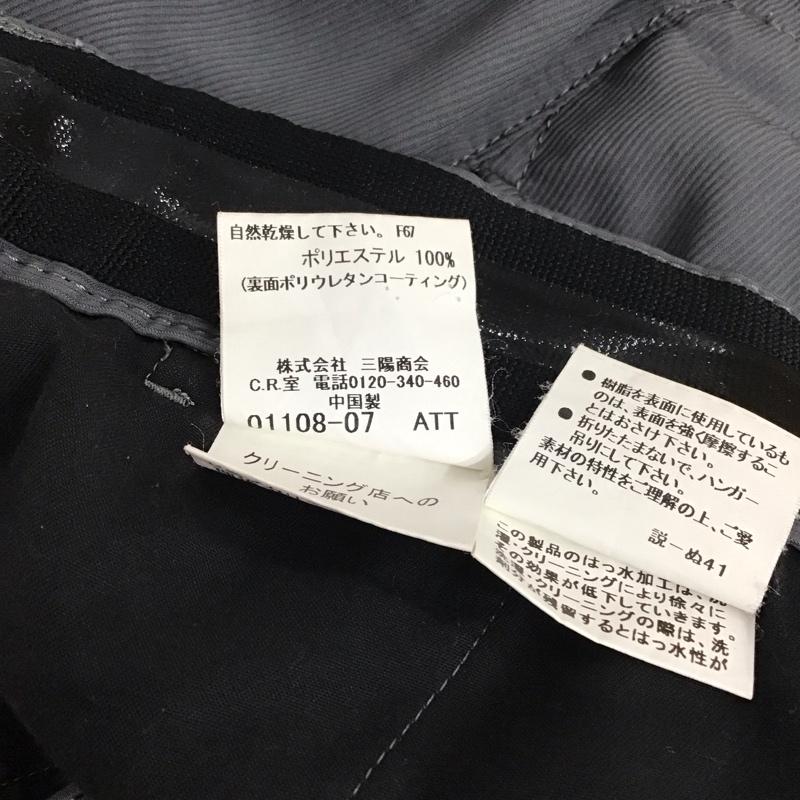 自然乾燥して下さい。 F67
ポリエステル 100%
(裏面ポリウレタンコーティング)
株式会社 三陽商会
C.R.室 電話0120-340-460
中国製
01108-07 ATT
クリーニング店への
お願い
● 樹脂を表面に使用しているも
のは、表面を強く摩擦するこ
とはおさけ下さい。
● 折りたたまないで、ハンガー
吊りにして下さい。
素材の特性をご理解の上、ご愛
用下さい。
説-ぬ41
この製品のはっ水加工は、洗
濯・クリーニングにより徐々に
その効果が低下していきます。
洗濯・クリーニングの際は、洗
剤分が残留するとはっ水性が